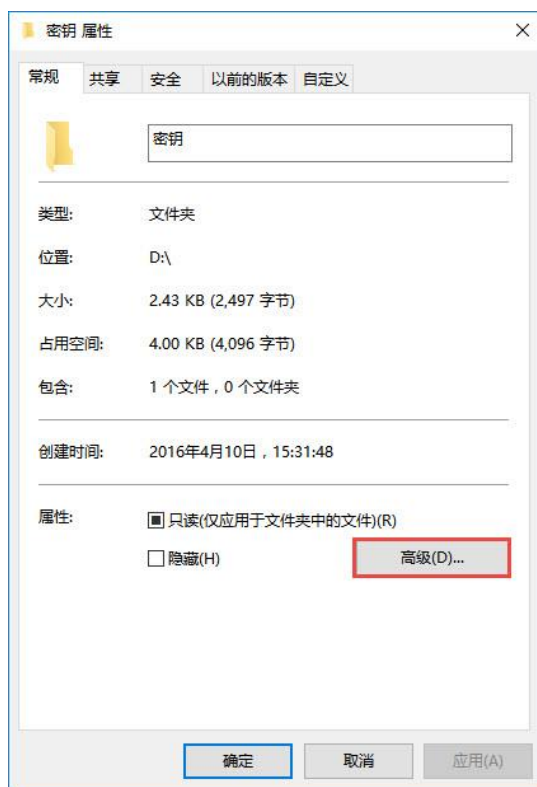 密钥 属性
常规 共享 安全 以前的版本 自定义
密钥
类型: 文件夹
位置: D:\
大小: 2.43 KB (2,497 字节)
占用空间: 4.00 KB (4,096 字节)
包含: 1 个文件，0 个文件夹
创建时间: 2016年4月10日，15:31:48
属性: 只读(仅应用于文件夹中的文件)(R)
隐藏(H) 高级(D)...
确定 取消 应用(A)